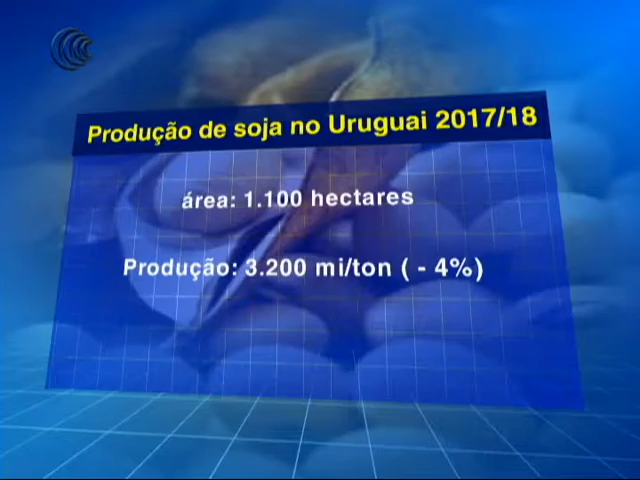 Produção de soja no Uruguai 2017/18
área: 1.100 hectares
Produção: 3.200 mi/ton ( - 4%)